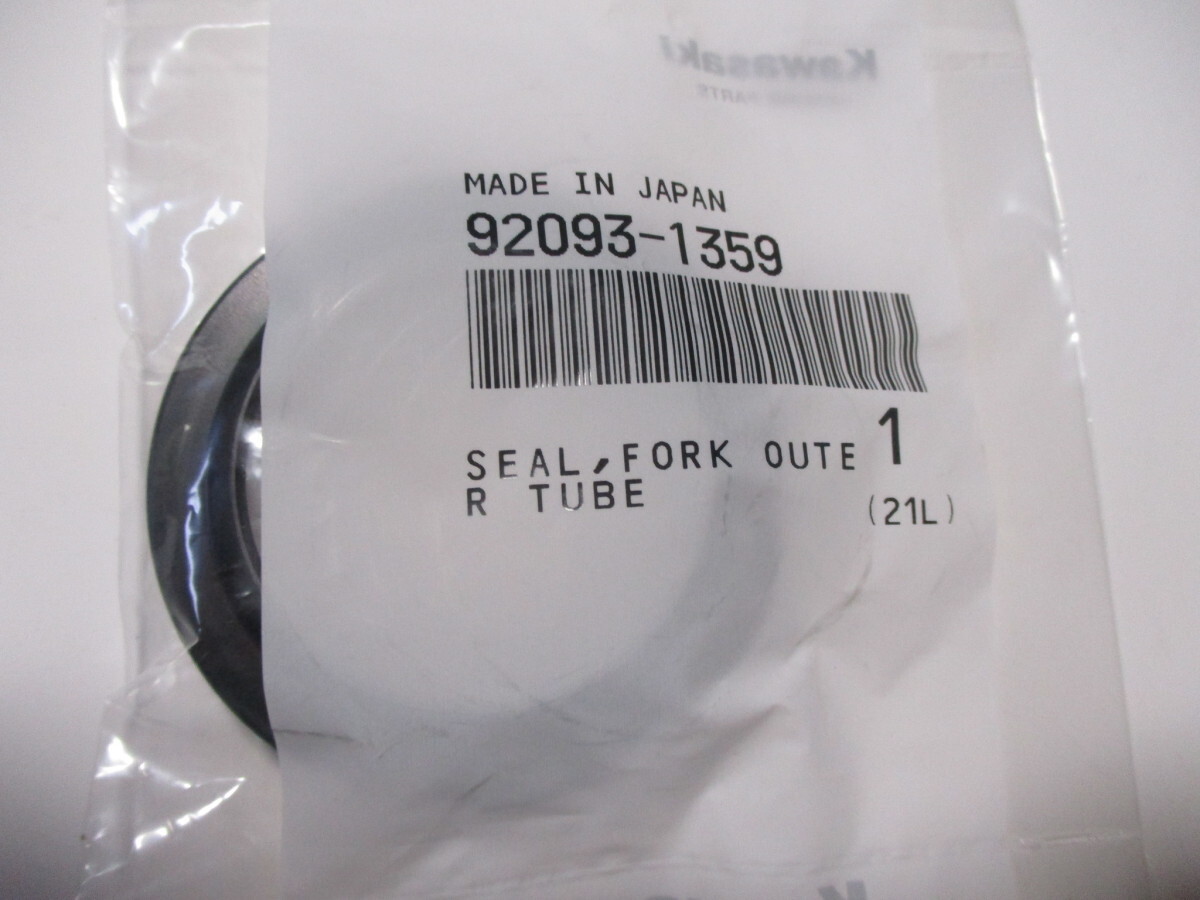 Kawasaki
MADE IN JAPAN
92093-1359
SEAL,FORK OUTE 1
R TUBE
(21L)